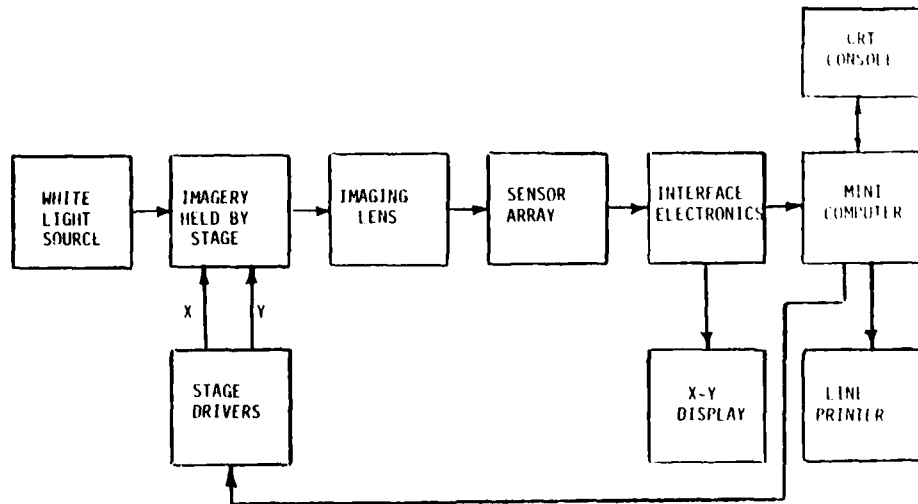 CRT
CONSOLE
WHITE
LIGHT
SOURCE
IMAGERY
HELD BY
STAGE
IMAGING
LENS
SENSOR
ARRAY
INTERFACE
ELECTRONICS
MINI
COMPUTER
X
Y
STAGE
DRIVERS
X-Y
DISPLAY
LINE
PRINTER